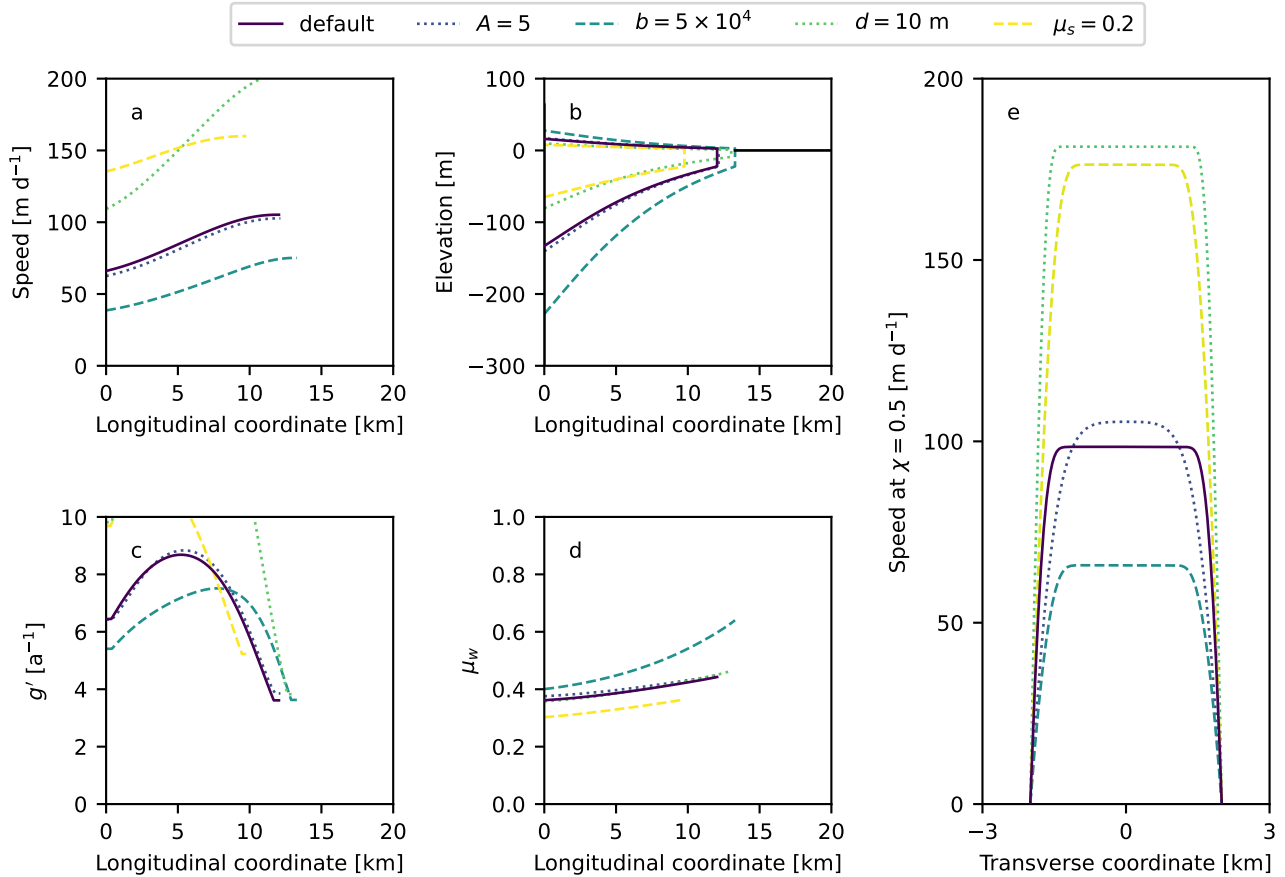 default A = 5 b = 5 × 10⁴ d = 10 m μₛ = 0.2
a
Speed [m d⁻¹]
200
150
100
50
0
0 5 10 15 20
Longitudinal coordinate [km]
b
Elevation [m]
100
0
−100
−200
−300
0 5 10 15 20
Longitudinal coordinate [km]
c
g′ [a⁻¹]
10
8
6
4
2
0
0 5 10 15 20
Longitudinal coordinate [km]
d
μ_w
1.0
0.8
0.6
0.4
0.2
0.0
0 5 10 15 20
Longitudinal coordinate [km]
e
Speed at χ = 0.5 [m d⁻¹]
200
150
100
50
0
−3 0 3
Transverse coordinate [km]